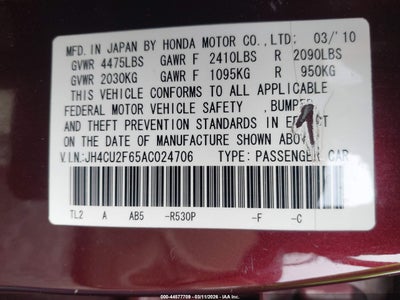 MFD. IN JAPAN BY HONDA MOTOR CO., LTD: 03/'10
GVWR 4475LBS GAWR F 2410LBS R 2090LBS
GVWR 2030KG GAWR F 1095KG R 950KG
THIS VEHICLE CONFORMS TO ALL APPLICABLE
FEDERAL MOTOR VEHICLE SAFETY , BUMPER
AND THEFT PREVENTION STANDARDS IN EFFECT
ON THE DATE OF MANUFACTURE SHOWN ABOVE.
V.I.N:JH4CU2F65AC024706 TYPE: PASSENGER CAR
TL2 A AB5 -R530P -F -C
000-44577709 - 03/11/2026 - IAA Inc.